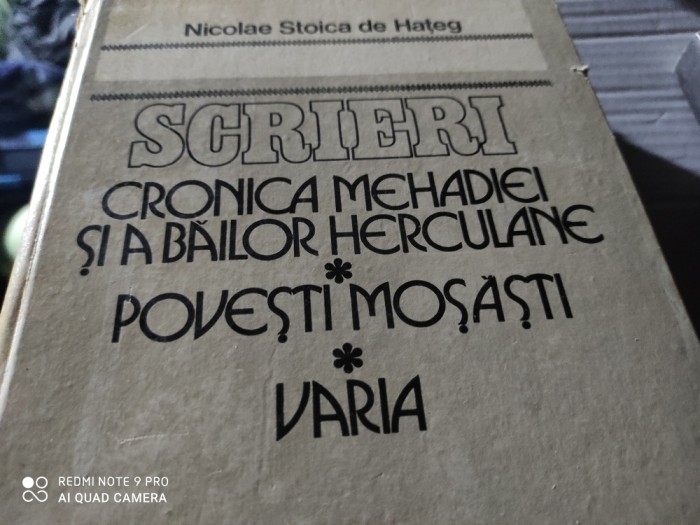 Nicolae Stoica de Hațeg
SCRIERI
CRONICA MEHADIEI
ȘI A BĂILOR HERCULANE
*
POVEȘTI MOȘĂȘTI
*
VARIA
REDMI NOTE 9 PRO
AI QUAD CAMERA